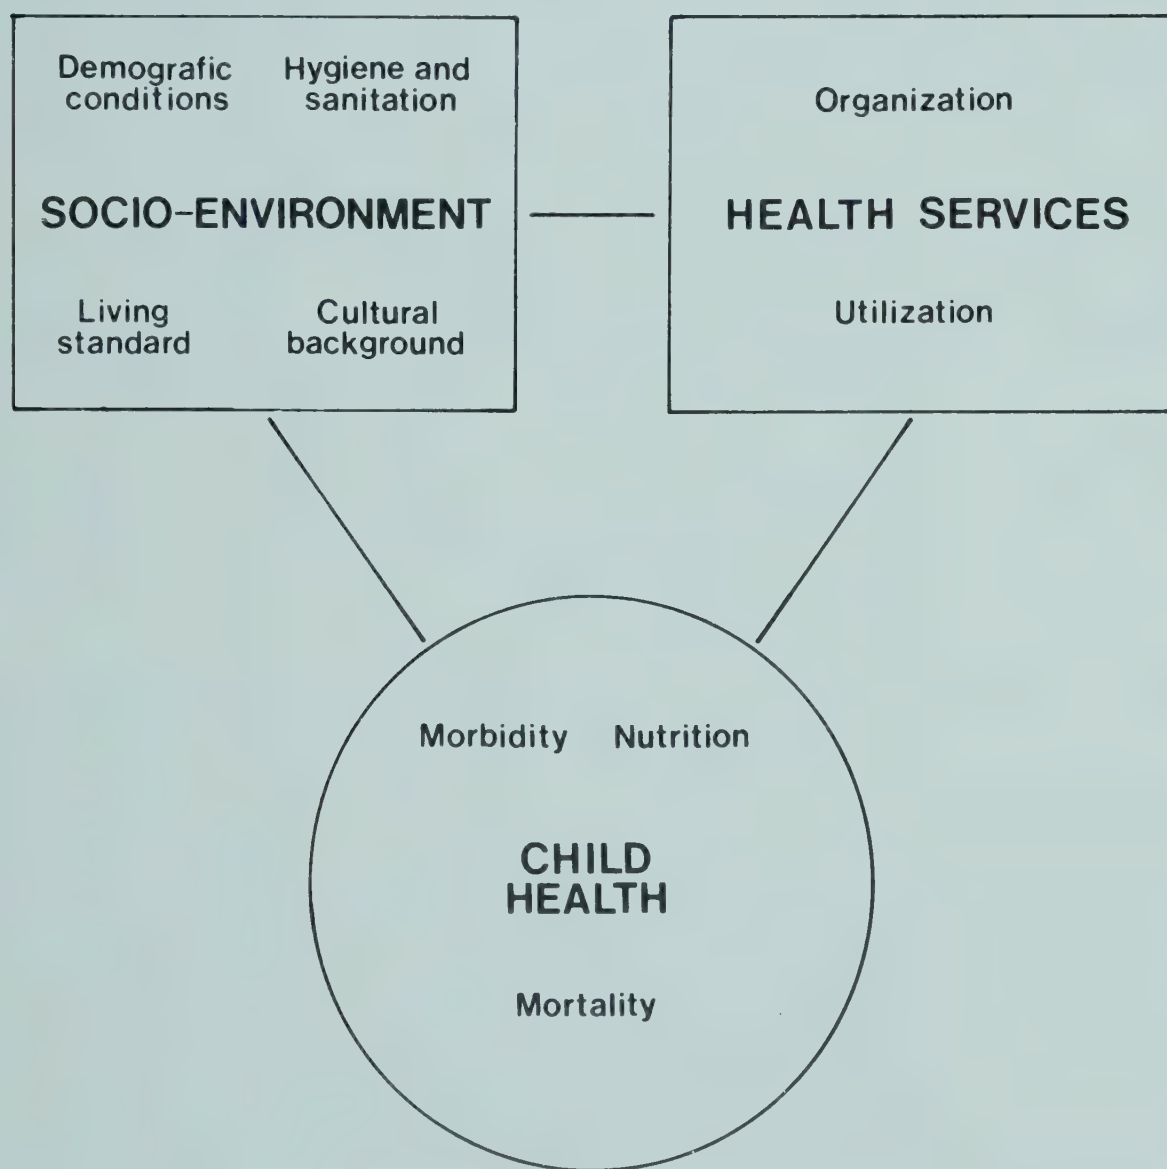 Demografic
conditions
Hygiene and
sanitation
SOCIO-ENVIRONMENT
Living
standard
Cultural
background
Organization
HEALTH SERVICES
Utilization
Morbidity Nutrition
CHILD
HEALTH
Mortality